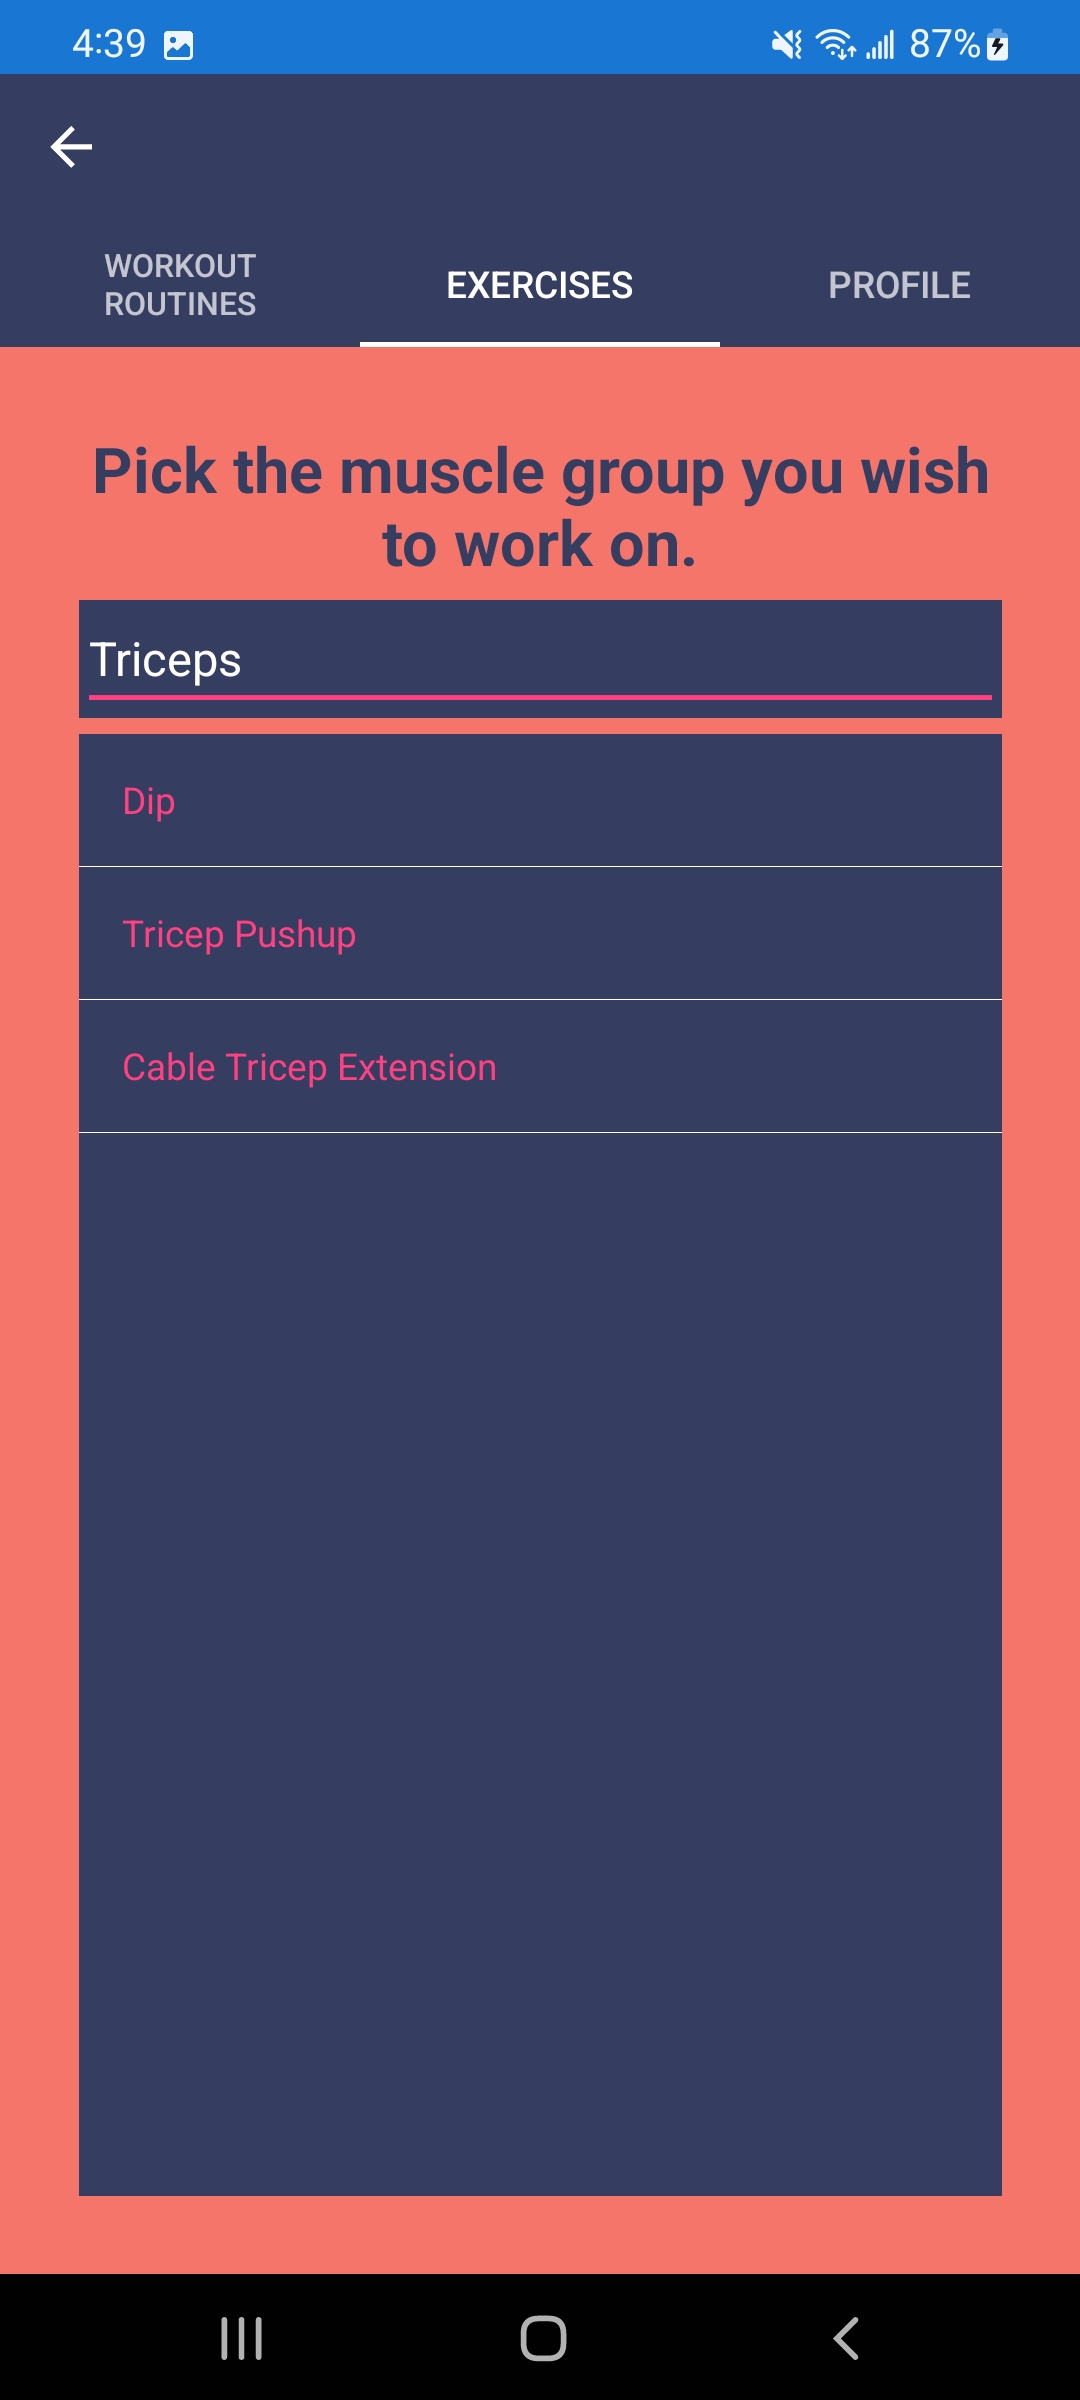 4:39
87%
WORKOUT
ROUTINES
EXERCISES
PROFILE
Pick the muscle group you wish
to work on.
Triceps
Dip
Tricep Pushup
Cable Tricep Extension